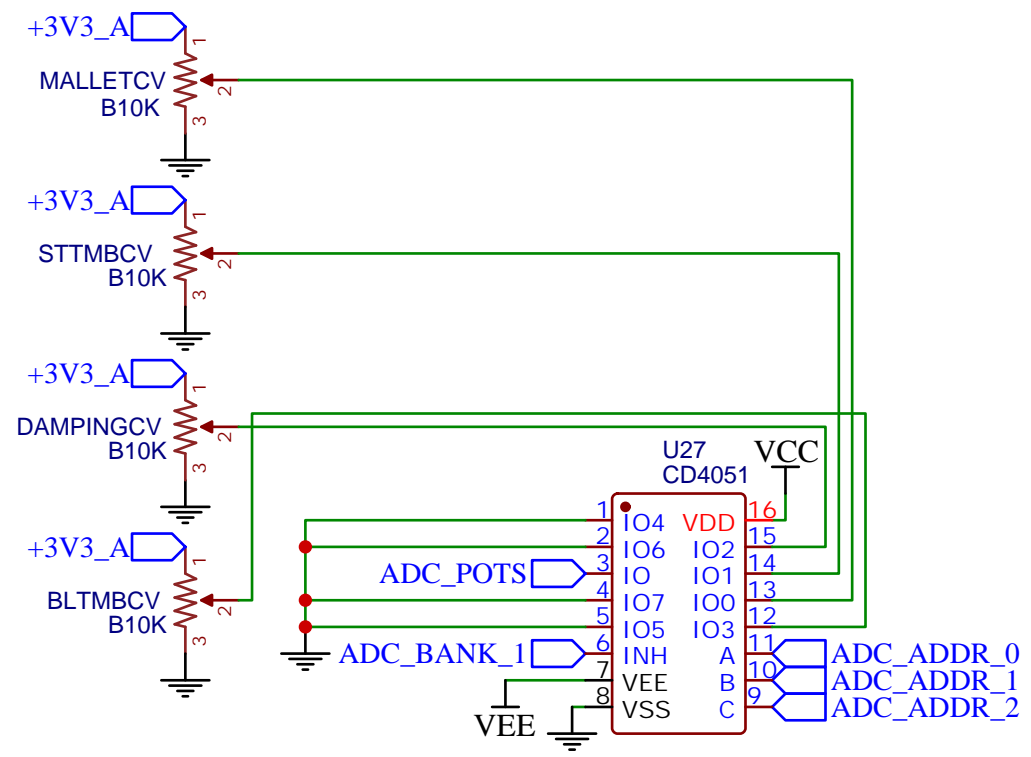 +3V3_A
1
MALLETCV
B10K
2
3
+3V3_A
1
STTMBCV
B10K
2
3
+3V3_A
1
DAMPINGCV
B10K
2
3
+3V3_A
1
BLTMBCV
B10K
2
3
U27
CD4051
VCC
1 IO4 VDD 16
2 IO6 IO2 15
ADC_POTS 3 IO IO1 14
4 IO7 IO0 13
5 IO5 IO3 12
ADC_BANK_1 6 INH A 11 ADC_ADDR_0
7 VEE B 10 ADC_ADDR_1
VEE 8 VSS C 9 ADC_ADDR_2